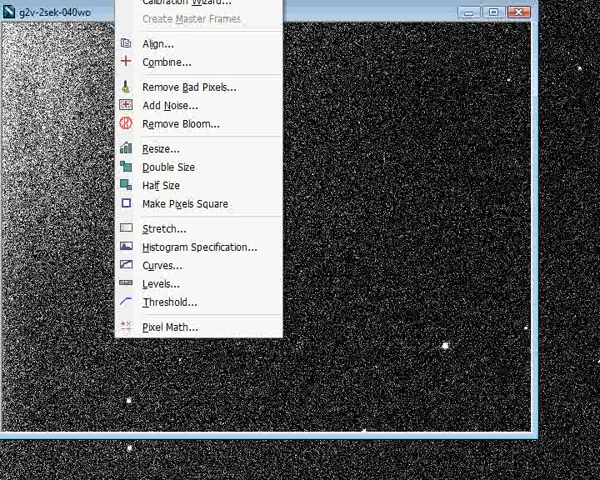 g2v-2sek-040wo
Calibration Wizard...
Create Master Frames
Align...
Combine...
Remove Bad Pixels...
Add Noise...
Remove Bloom...
Resize...
Double Size
Half Size
Make Pixels Square
Stretch...
Histogram Specification...
Curves...
Levels...
Threshold...
Pixel Math...